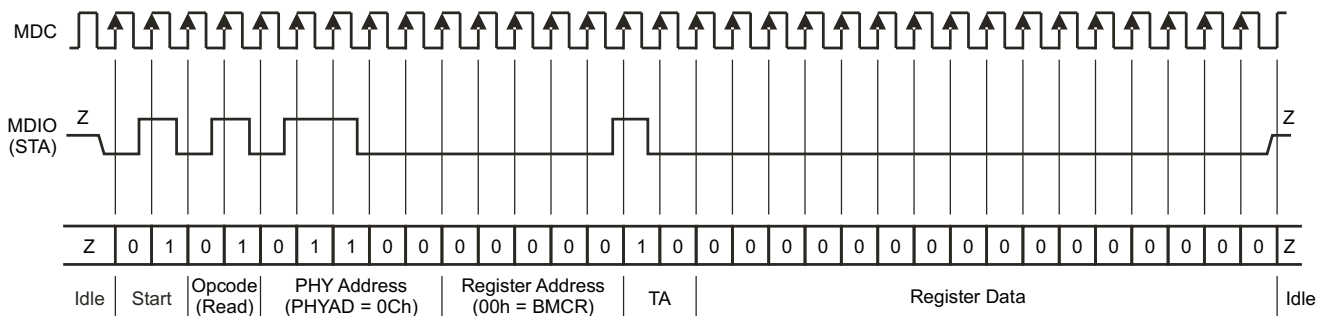 MDC
Z
Z
MDIO
(STA)
Z 0 1 0 1 0 1 1 0 0 0 0 0 0 0 1 0 0 0 0 0 0 0 0 0 0 0 0 0 0 0 0 0 Z
Idle
Start
Opcode
(Read)
PHY Address
(PHYAD = 0Ch)
Register Address
(00h = BMCR)
TA
Register Data
Idle